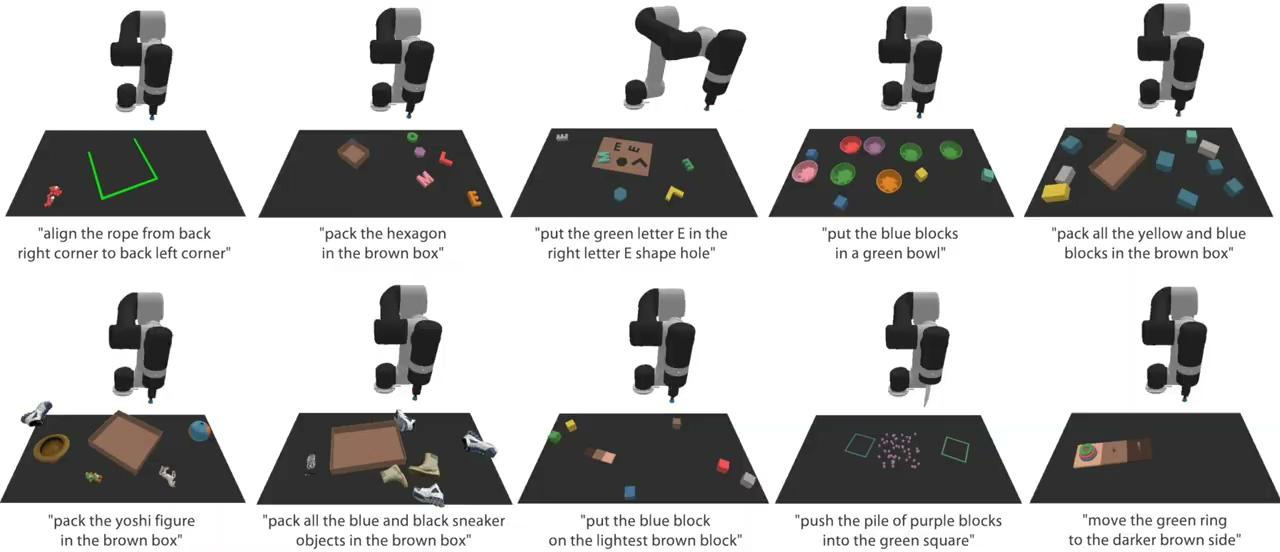 "align the rope from back
right corner to back left corner"
"pack the hexagon
in the brown box"
"put the green letter E in the
right letter E shape hole"
"put the blue blocks
in a green bowl"
"pack all the yellow and blue
blocks in the brown box"
"pack the yoshi figure
in the brown box"
"pack all the blue and black sneaker
objects in the brown box"
"put the blue block
on the lightest brown block"
"push the pile of purple blocks
into the green square"
"move the green ring
to the darker brown side"